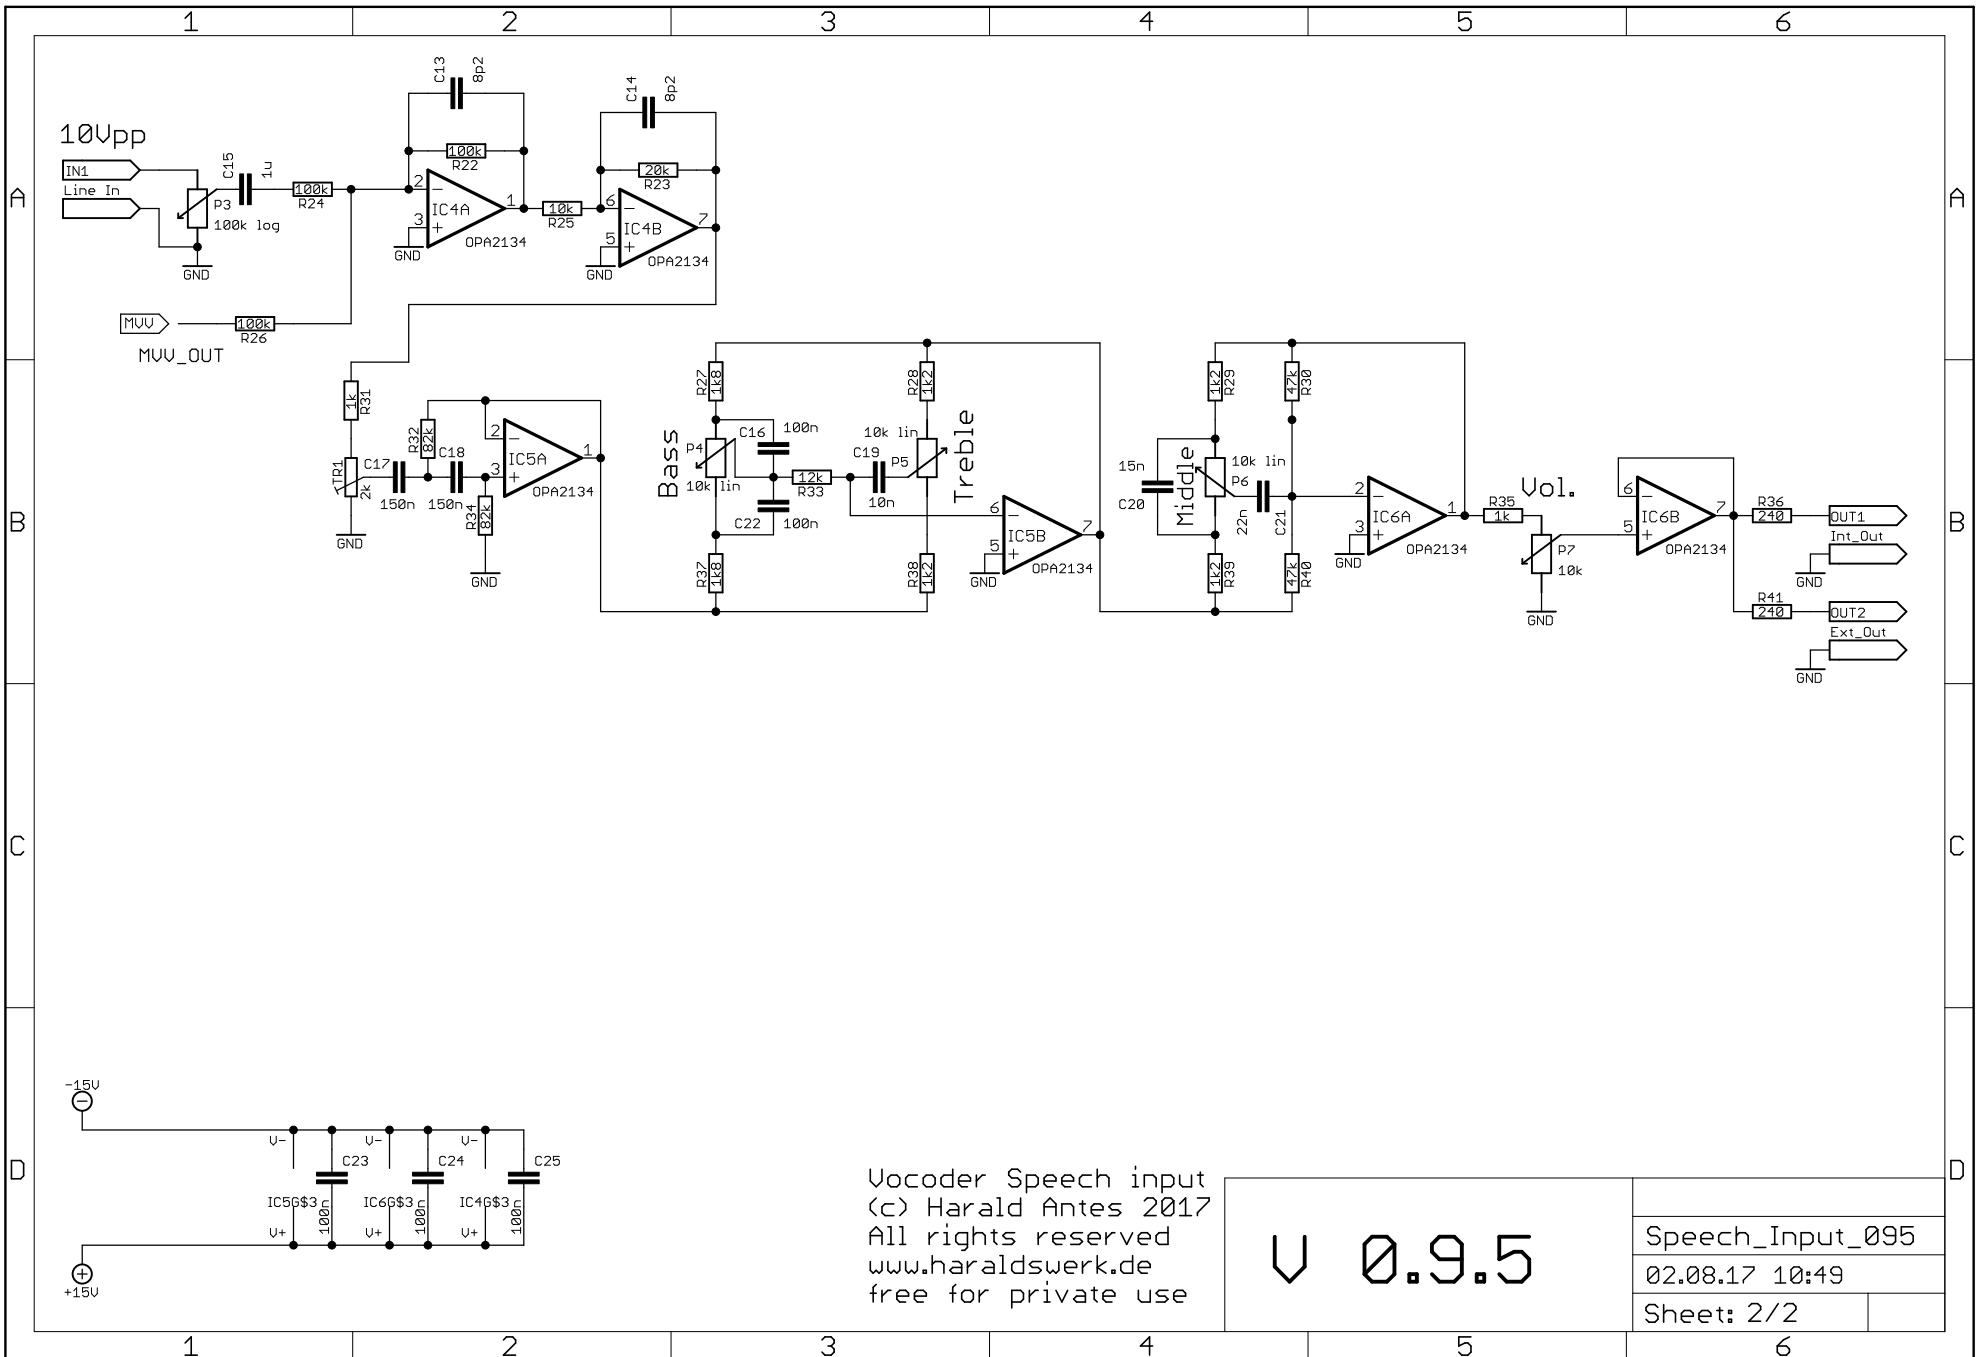 1 2 3 4 5 6
A
A
B
B
C
C
D
D
10Vpp
IN1
Line In
P3
100k log
C15
1u
100k
R24
GND
MVV
MVV_OUT
100k
R26
C13
8p2
100k
R22
2
3
1
IC4A
OPA2134
GND
10k
R25
C14
8p2
20k
R23
6
5
7
IC4B
OPA2134
GND
1k
R31
TR1
2k
GND
C17
150n
R32
82k
C18
150n
R34
82k
GND
2
3
1
IC5A
OPA2134
Bass
R27
1k8
P4
10k lin
C16
100n
C22
100n
R37
1k8
12k
R33
C19
10n
R28
1k2
10k lin
P5
Treble
R38
1k2
6
5
7
IC5B
OPA2134
GND
15n
C20
Middle
1k2
R29
10k lin
P6
22n
C21
1k2
R39
47k
R30
47k
R40
2
3
1
IC6A
OPA2134
GND
R35
1k
Vol.
P7
10k
GND
6
5
7
IC6B
OPA2134
R36
240
OUT1
Int_Out
GND
R41
240
OUT2
Ext_Out
GND
-15V
+15V
V-
V-
V-
C23
C24
C25
IC5G$3
IC6G$3
IC4G$3
100n
100n
100n
V+
V+
V+
Vocoder Speech input
(c) Harald Antes 2017
All rights reserved
www.haraldswerk.de
free for private use
V 0.9.5
Speech_Input_095
02.08.17 10:49
Sheet: 2/2
1 2 3 4 5 6